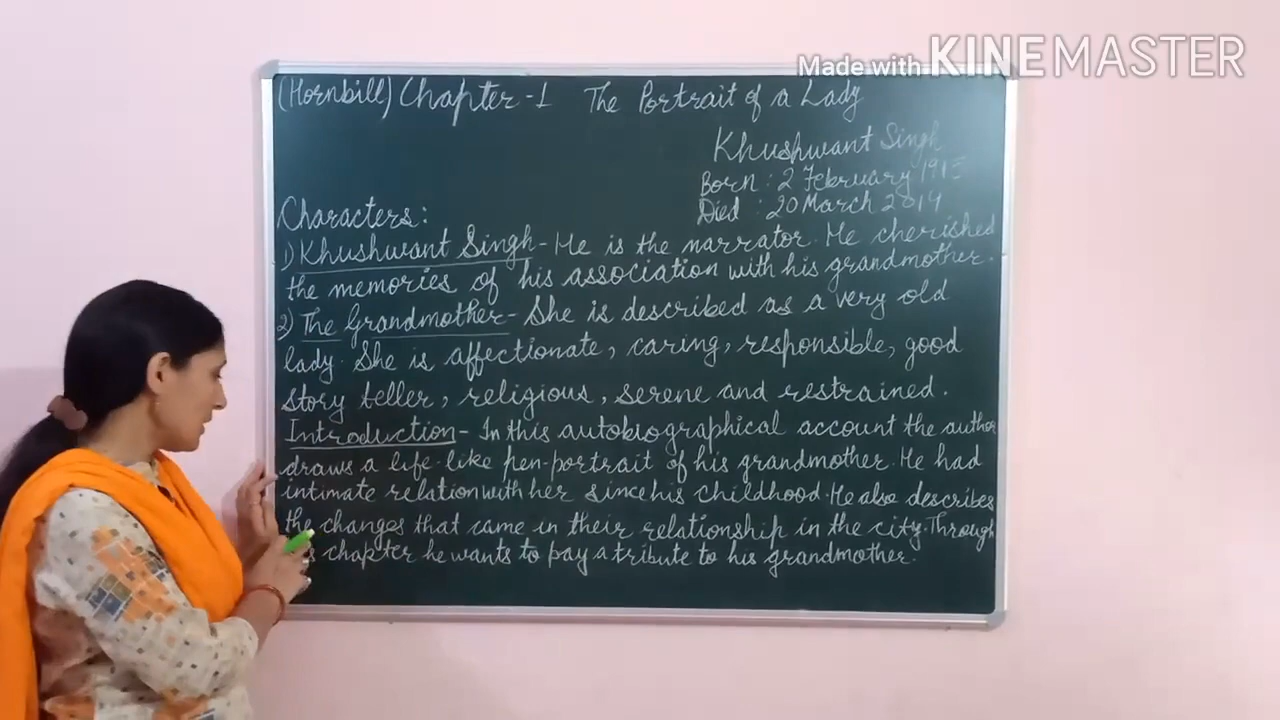 Made with KINEMASTER
(Hornbill) Chapter-1 The Portrait of a Lady
Khushwant Singh
Born : 2 February
Died : 20 March 2014
Characters:
1) Khushwant Singh - He is the narrator. He cherished
the memories of his association with his grandmother.
2) The Grandmother - She is described as a very old
lady. She is affectionate, caring, responsible, good
story teller, religious, serene and restrained.
Introduction - In this autobiographical account the author
draws a life-like pen-portrait of his grandmother. He had
intimate relation with her since his childhood. He also describes
the changes that came in their relationship in the city. Through
chapter he wants to pay a tribute to his grandmother.